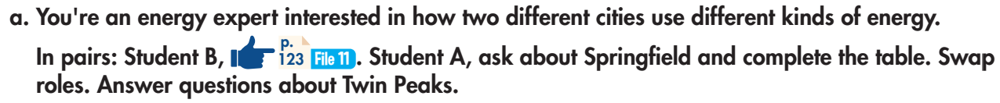 a. You're an energy expert interested in how two different cities use different kinds of energy.
In pairs: Student B, p. 123 File 11. Student A, ask about Springfield and complete the table. Swap
roles. Answer questions about Twin Peaks.